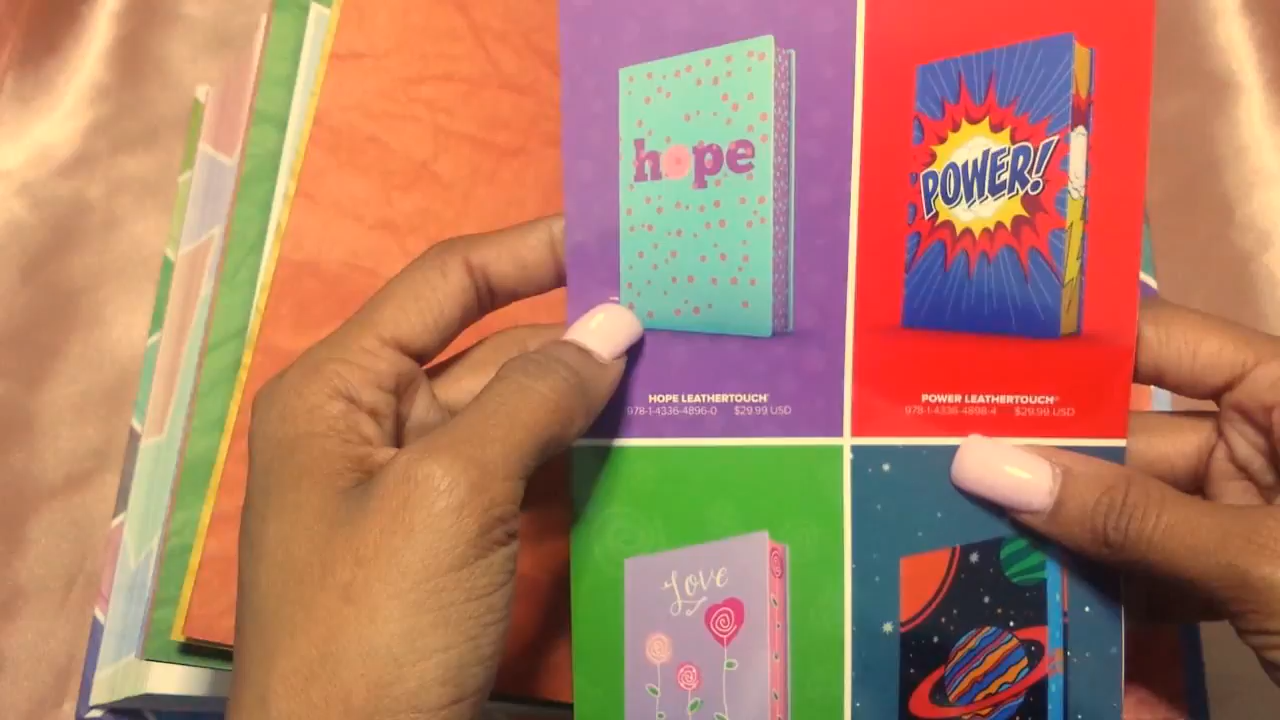 hope
HOPE LEATHERTOUCH®
978-1-4336-4896-0 $29.99 USD
POWER!
POWER LEATHERTOUCH®
978-1-4336-4898-4 $29.99 USD
Love